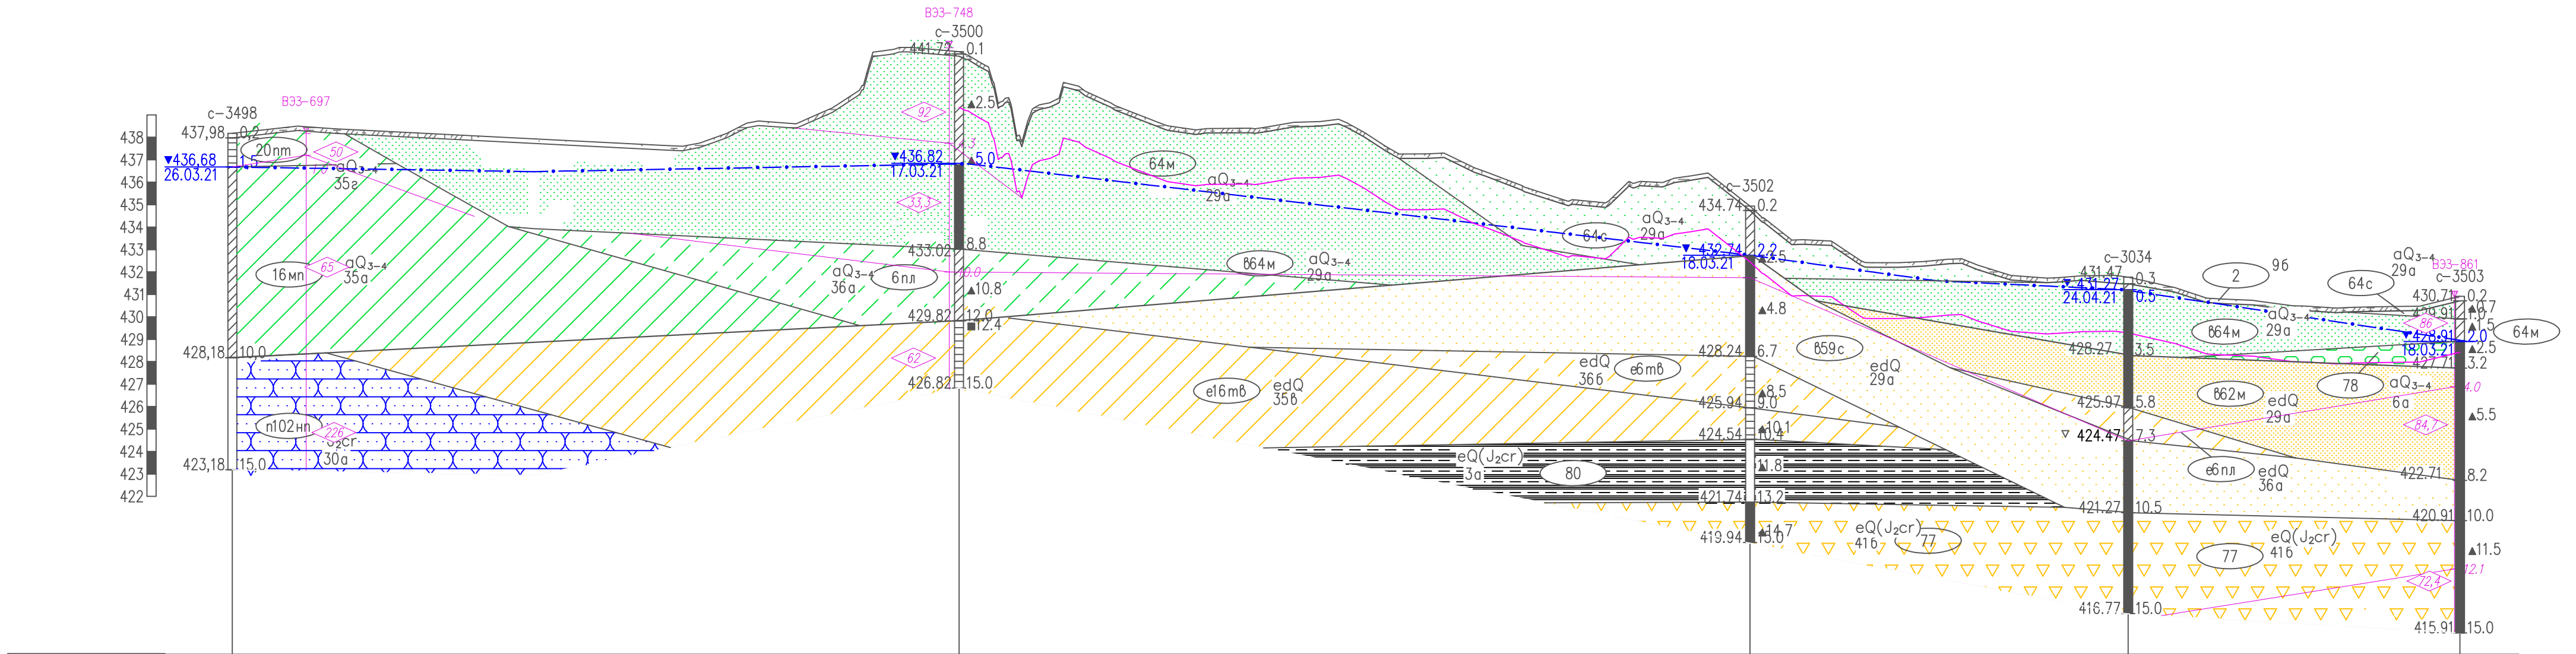 ВЭЗ-748
с-3500
441.72 0.1
92
▲2.5
4.3
▼436.82 5.0
17.03.21
33,3
433.02 8.8
10.0
▲10.8
429.82 12.0
■12.4
62
426.82 15.0
ВЭЗ-697
с-3498
437,98 0,2
20пт
50
▼436.68 1.5
26.03.21
aQ3-4
35г
16мп
65
aQ3-4
35а
428,18 10,0
п102нп
226
J2cr
30а
423,18 15.0
438
437
436
435
434
433
432
431
430
429
428
427
426
425
424
423
422
64м
aQ3-4
29а
64с
aQ3-4
29а
в64м
aQ3-4
29а
aQ3-4
36а
6пл
е16тв
edQ
35в
edQ
36б
е6тв
eQ(J2cr)
3а
80
с-3502
434.74 0.2
▼432.74 2.2
18.03.21
▲2.5
▲4.8
428.24 6.7
▲8.5
425.94 9.0
▲10.1
424.54 10.4
▲11.8
421.74 13.2
▲14.7
419.94 15.0
в59с
edQ
29а
eQ(J2cr)
41б
77
с-3034
431.47 0.3
▼431.27 0.5
24.04.21
428.27 3.5
425.97 5.8
▽ 424.47 7.3
421.27 10.5
416.77 15.0
2
9б
64с
aQ3-4
29а
в64м
aQ3-4
29а
78
aQ3-4
6а
в62м
edQ
29а
е6пл
edQ
36а
77
eQ(J2cr)
41б
ВЭЗ-861
с-3503
430.71 0.2
86
64м
▼428.91 2.0
18.03.21
▲2.5
3.2
4.0
▲5.5
84,7
422.71 8.2
420.91 10.0
▲11.5
12.1
72,4
415.91 15.0